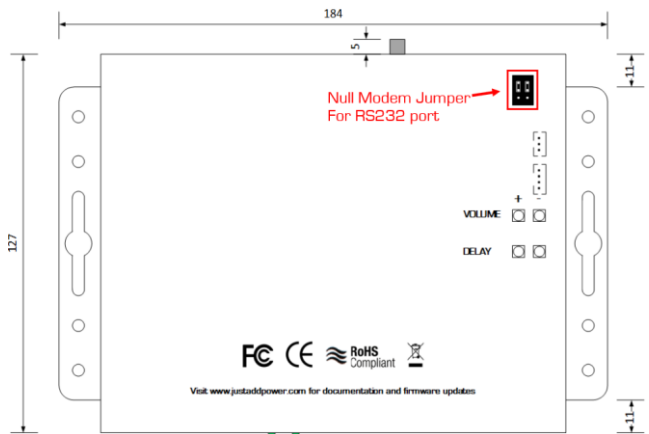 184
5
11
Null Modem Jumper
For RS232 port
+ -
VOLUME
127
DELAY
FC CE RoHS
Compliant
Visit www.justaddpower.com for documentation and firmware updates
11